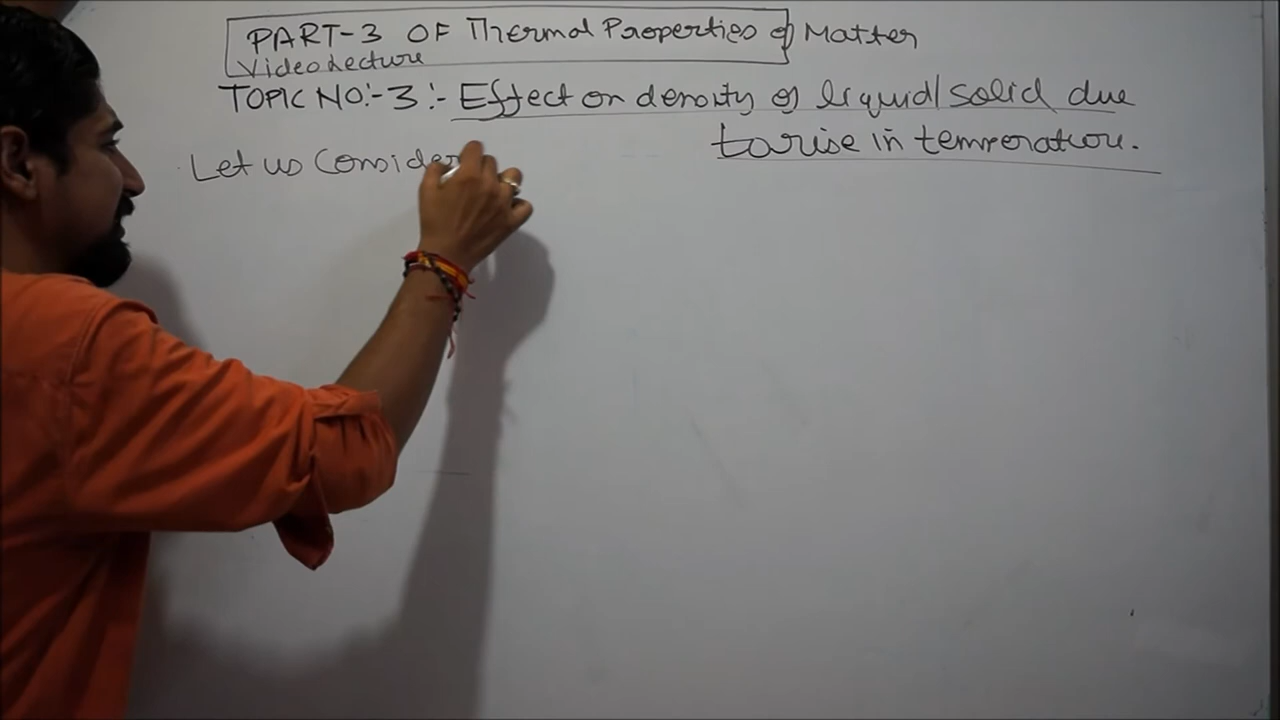 PART-3 OF Thermal Properties of Matter
Video Lecture
TOPIC NO:-3:- Effect on density of liquid/solid due
to rise in temperature.
Let us Consider